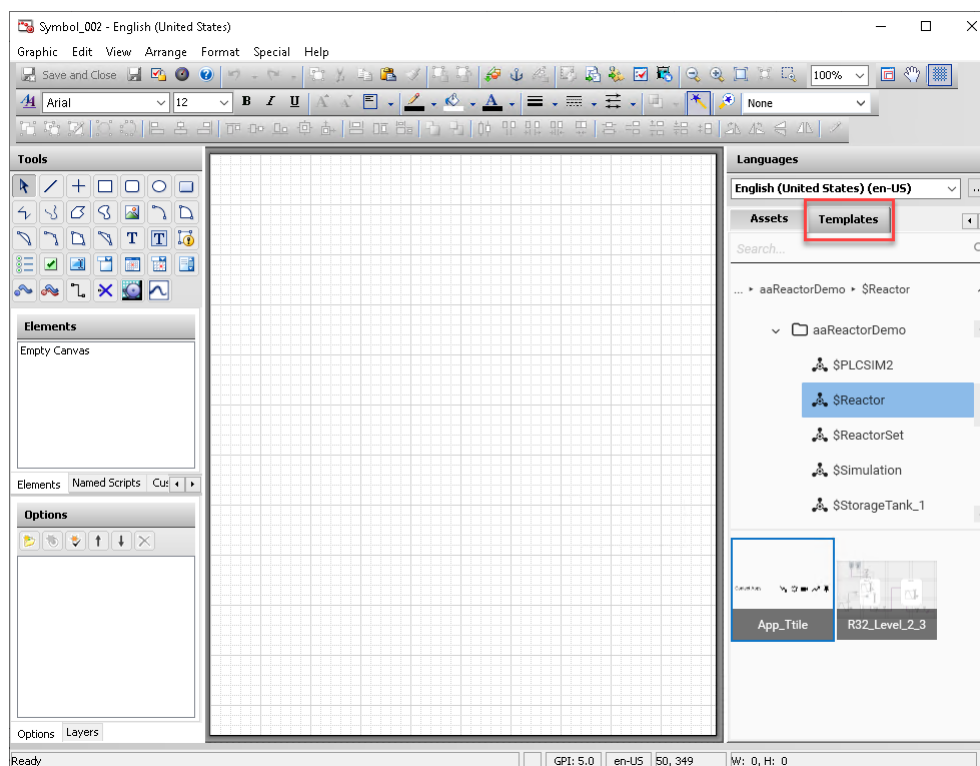 Symbol_002 - English (United States)
Graphic Edit View Arrange Format Special Help
Save and Close 100%
Arial 12 B I U A None
Tools Languages
English (United States) (en-US) ...
Assets Templates
Search...
... ▸ aaReactorDemo ▸ $Reactor
T T
Elements
Empty Canvas
aaReactorDemo
$PLCSIM2
$Reactor
$ReactorSet
$Simulation
$StorageTank_1
Elements Named Scripts Cus
Options
App_Ttile R32_Level_2_3
Options Layers
Ready GPI: 5.0 en-US 50, 349 W: 0, H: 0